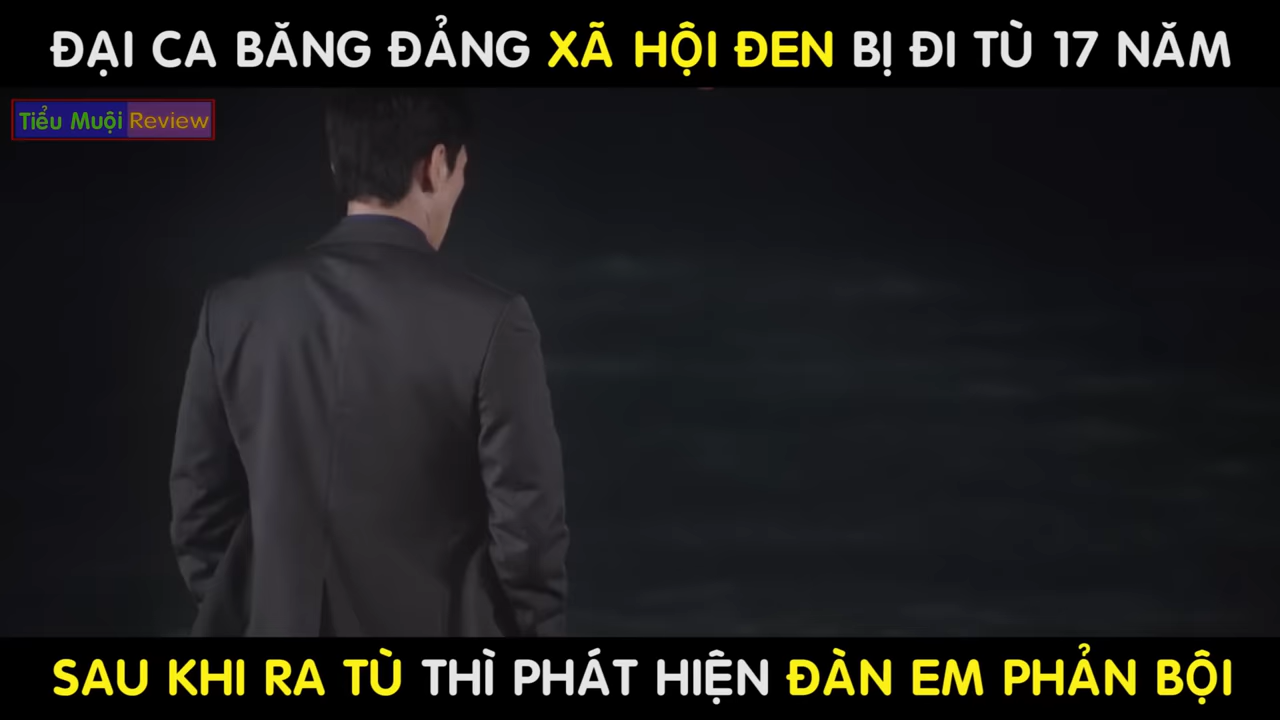 ĐẠI CA BĂNG ĐẢNG XÃ HỘI ĐEN BỊ ĐI TÙ 17 NĂM
Tiểu Muội Review
SAU KHI RA TÙ THÌ PHÁT HIỆN ĐÀN EM PHẢN BỘI